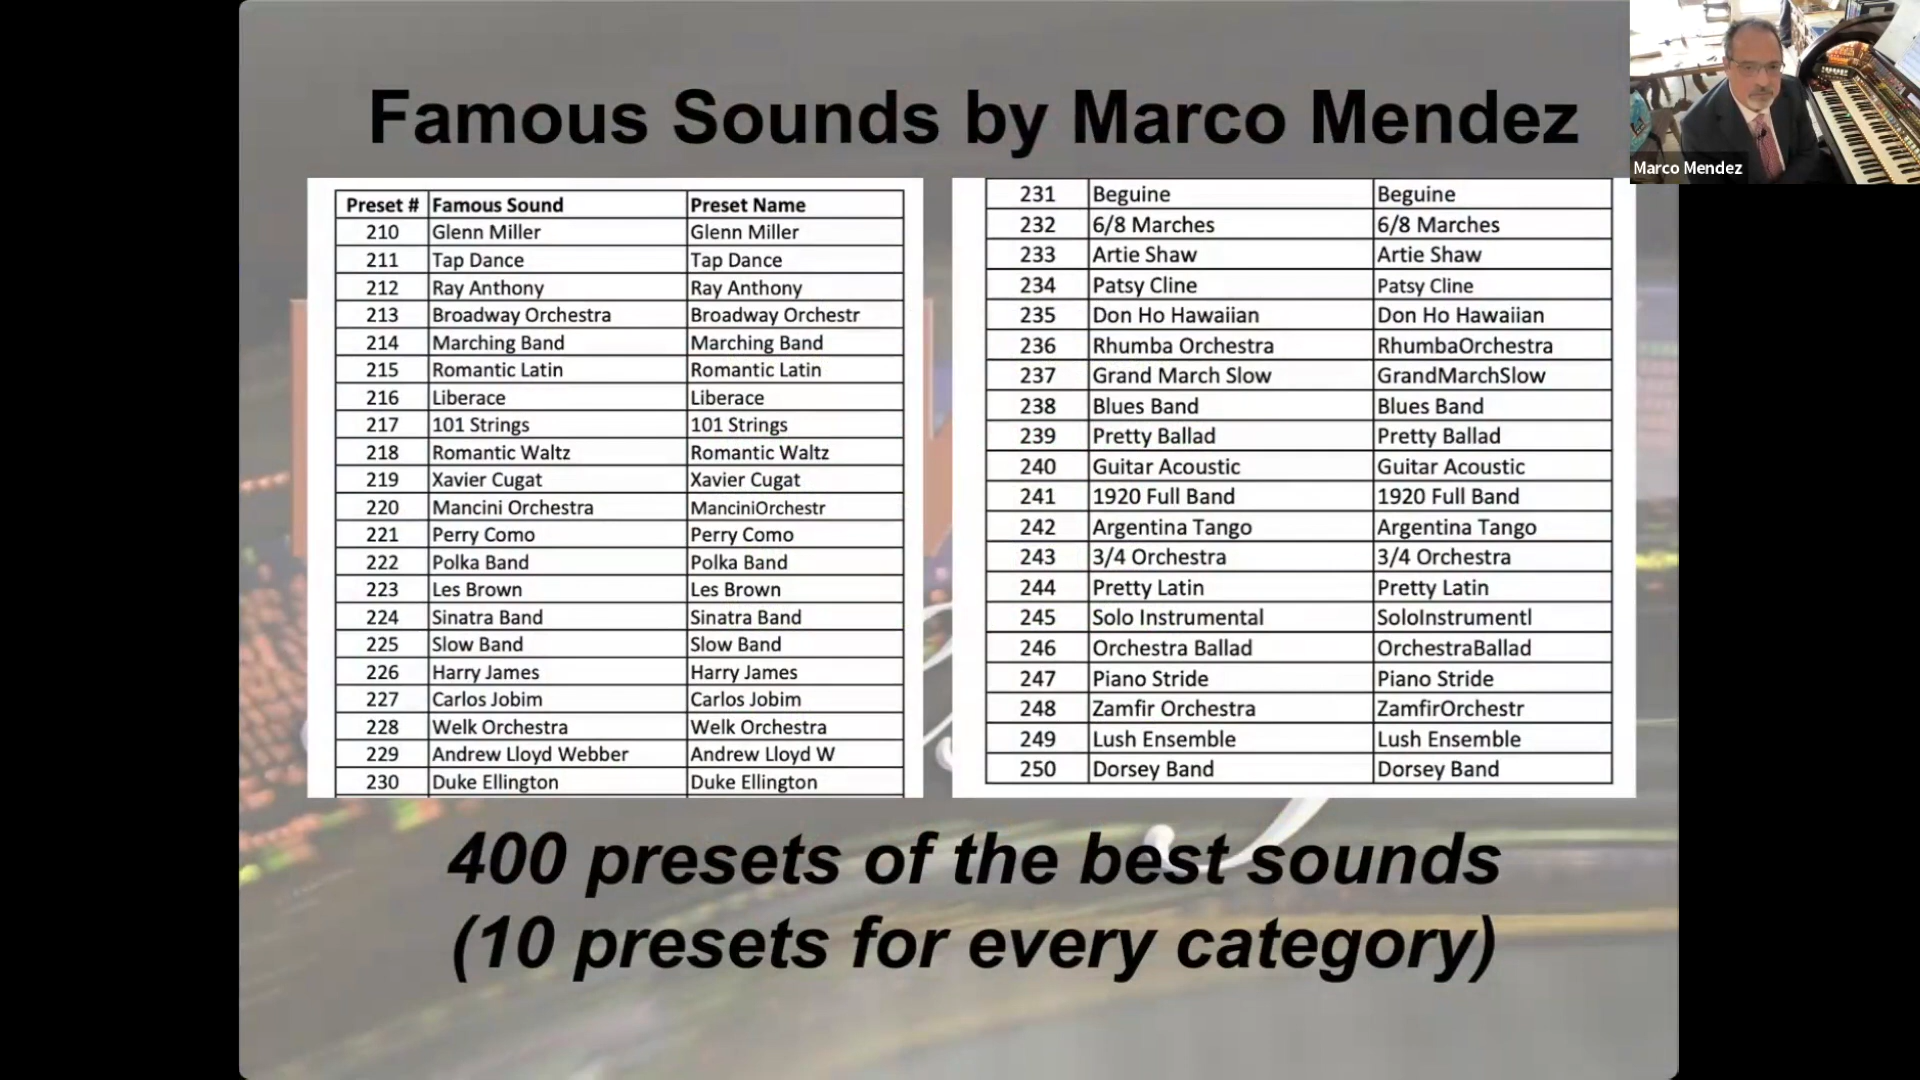 Famous Sounds by Marco Mendez
Marco Mendez
Preset # Famous Sound Preset Name
210 Glenn Miller Glenn Miller
211 Tap Dance Tap Dance
212 Ray Anthony Ray Anthony
213 Broadway Orchestra Broadway Orchestr
214 Marching Band Marching Band
215 Romantic Latin Romantic Latin
216 Liberace Liberace
217 101 Strings 101 Strings
218 Romantic Waltz Romantic Waltz
219 Xavier Cugat Xavier Cugat
220 Mancini Orchestra ManciniOrchestr
221 Perry Como Perry Como
222 Polka Band Polka Band
223 Les Brown Les Brown
224 Sinatra Band Sinatra Band
225 Slow Band Slow Band
226 Harry James Harry James
227 Carlos Jobim Carlos Jobim
228 Welk Orchestra Welk Orchestra
229 Andrew Lloyd Webber Andrew Lloyd W
230 Duke Ellington Duke Ellington
231 Beguine Beguine
232 6/8 Marches 6/8 Marches
233 Artie Shaw Artie Shaw
234 Patsy Cline Patsy Cline
235 Don Ho Hawaiian Don Ho Hawaiian
236 Rhumba Orchestra RhumbaOrchestra
237 Grand March Slow GrandMarchSlow
238 Blues Band Blues Band
239 Pretty Ballad Pretty Ballad
240 Guitar Acoustic Guitar Acoustic
241 1920 Full Band 1920 Full Band
242 Argentina Tango Argentina Tango
243 3/4 Orchestra 3/4 Orchestra
244 Pretty Latin Pretty Latin
245 Solo Instrumental SoloInstrumentl
246 Orchestra Ballad OrchestraBallad
247 Piano Stride Piano Stride
248 Zamfir Orchestra ZamfirOrchestr
249 Lush Ensemble Lush Ensemble
250 Dorsey Band Dorsey Band
400 presets of the best sounds
(10 presets for every category)